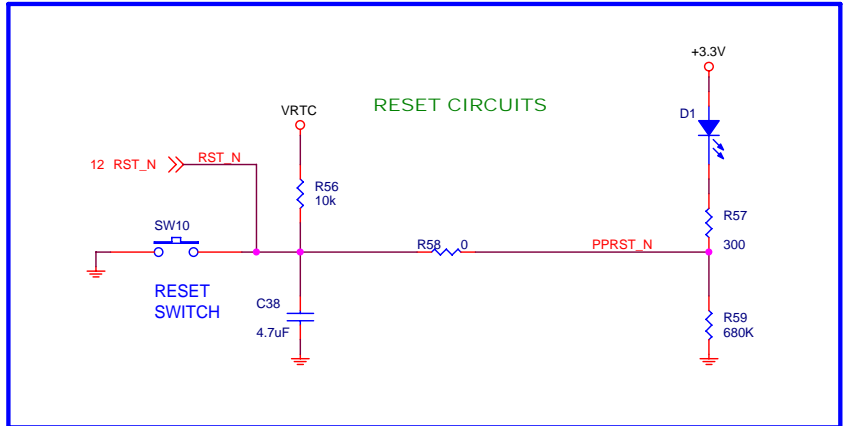 +3.3V
RESET CIRCUITS
VRTC
D1
12 RST_N
RST_N
R56
10k
R57
300
SW10
R58 0
PPRST_N
RESET
SWITCH
C38
4.7uF
R59
680K